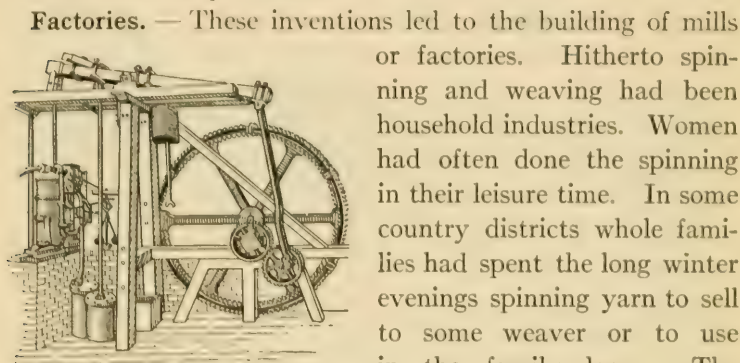 Factories. — These inventions led to the building of mills
or factories. Hitherto spin-
ning and weaving had been
household industries. Women
had often done the spinning
in their leisure time. In some
country districts whole fami-
lies had spent the long winter
evenings spinning yarn to sell
to some weaver or to use